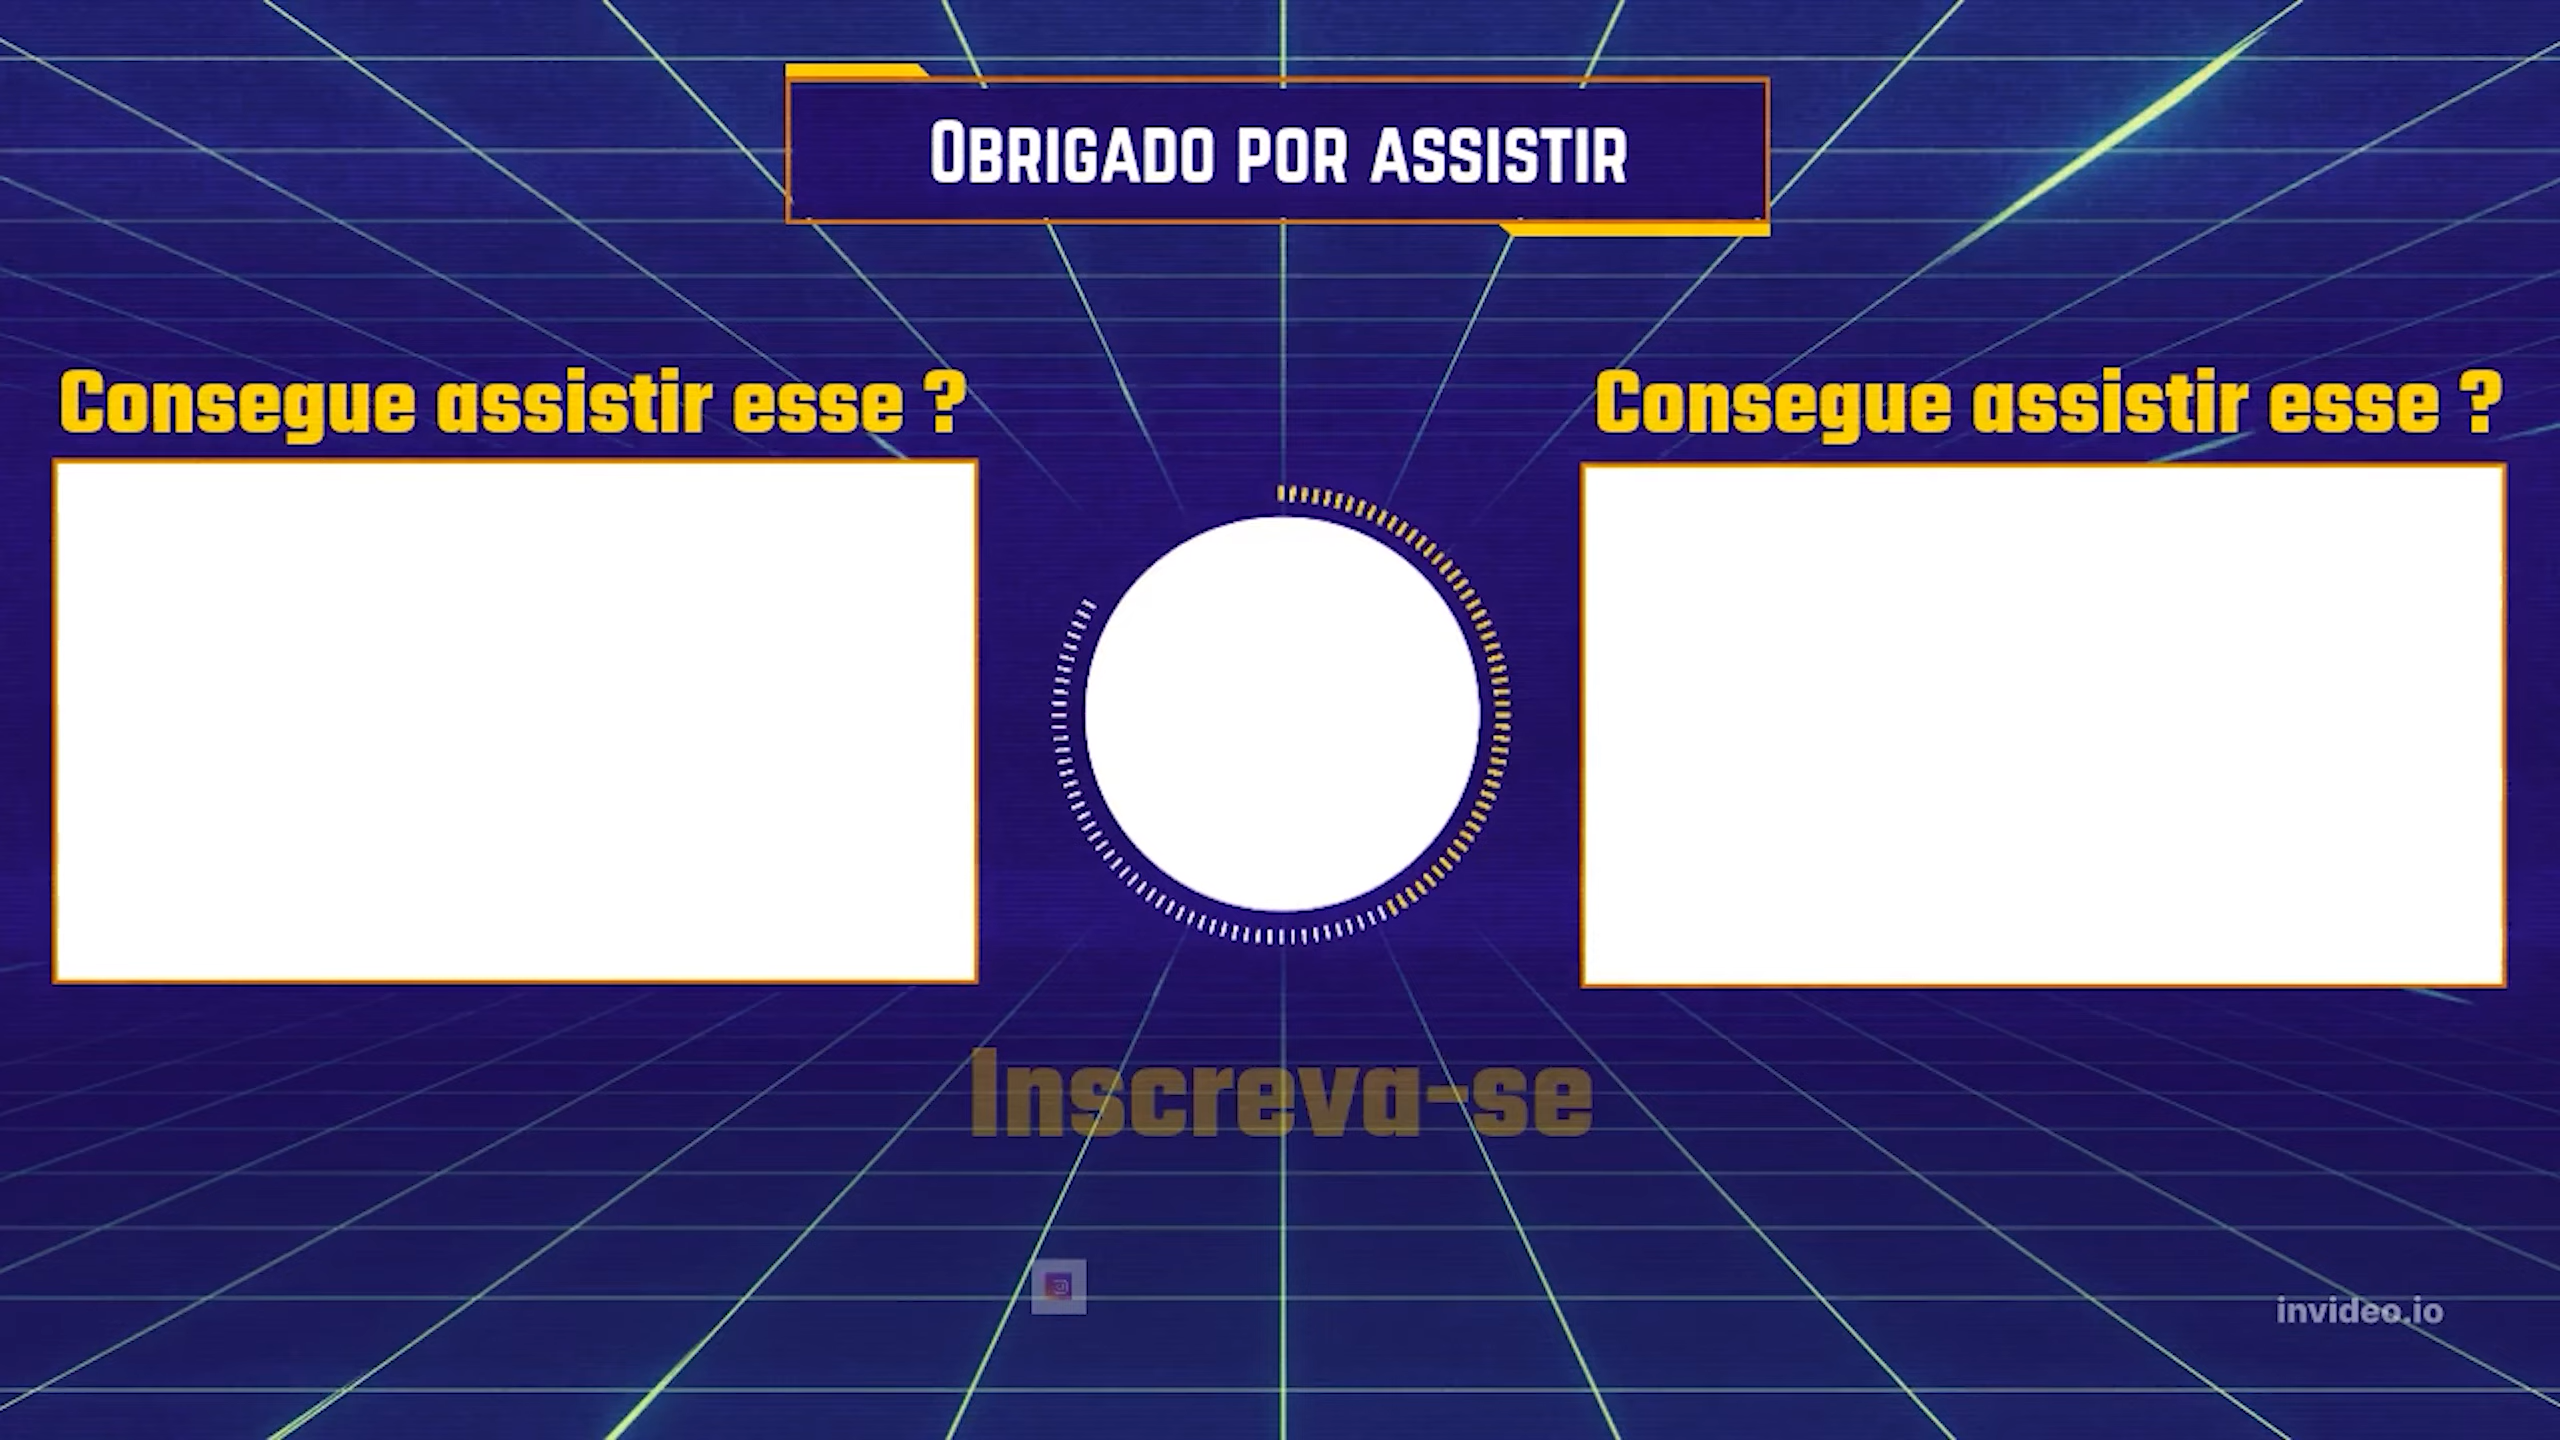 Obrigado por assistir
Consegue assistir esse ?
Consegue assistir esse ?
Inscreva-se
invideo.io